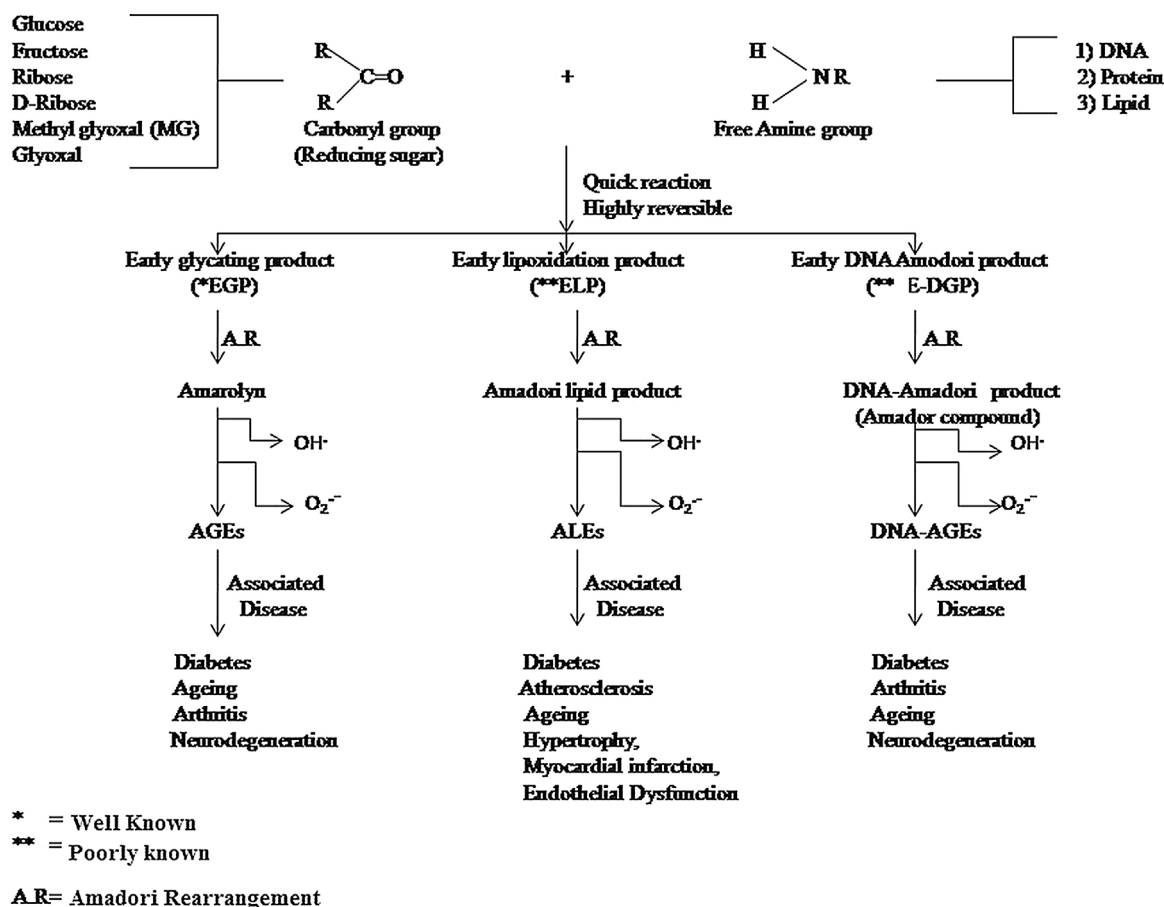 Glucose
Fructose
Ribose
D-Ribose
Methyl glyoxal (MG)
Glyoxal
R
C=O
R
Carbonyl group
(Reducing sugar)
+
H
NR
H
Free Amine group
1) DNA
2) Protein
3) Lipid
Quick reaction
Highly reversible
Early glycating product
(*EGP)
Early lipoxidation product
(**ELP)
Early DNA Amodori product
(** E-DGP)
A.R
A.R
A.R
Amarolyn
Amadori lipid product
DNA-Amadori product
(Amador compound)
OH·
OH·
OH·
O₂·⁻
O₂·⁻
O₂·⁻
AGEs
ALEs
DNA-AGEs
Associated
Disease
Associated
Disease
Associated
Disease
Diabetes
Ageing
Arthritis
Neurodegeneration
Diabetes
Atherosclerosis
Ageing
Hypertrophy,
Myocardial infarction,
Endothelial Dysfunction
Diabetes
Arthritis
Ageing
Neurodegeneration
* = Well Known
** = Poorly known
A.R= Amadori Rearrangement